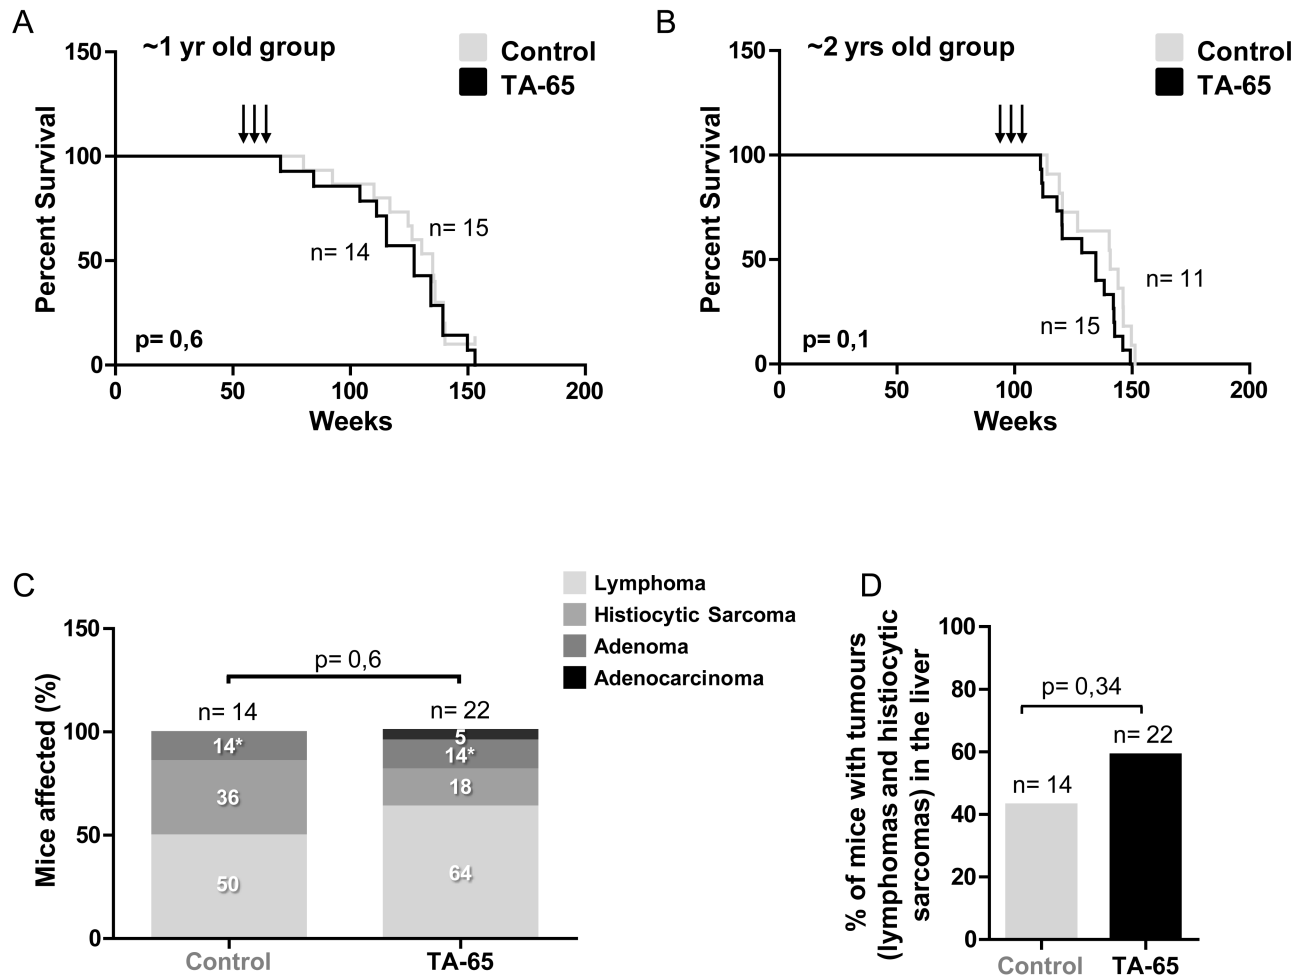 A
~1 yr old group
Control
TA-65
150
100
50
0
Percent Survival
n= 15
n= 14
p= 0,6
0 50 100 150 200
Weeks
B
~2 yrs old group
Control
TA-65
150
100
50
0
Percent Survival
n= 11
n= 15
p= 0,1
0 50 100 150 200
Weeks
C
Lymphoma
Histiocytic Sarcoma
Adenoma
Adenocarcinoma
150
100
50
0
Mice affected (%)
p= 0,6
n= 14
n= 22
14*
36
50
5
14*
18
64
Control
TA-65
D
% of mice with tumours
(lymphomas and histiocytic
sarcomas) in the liver
100
80
60
40
20
0
p= 0,34
n= 22
n= 14
Control
TA-65